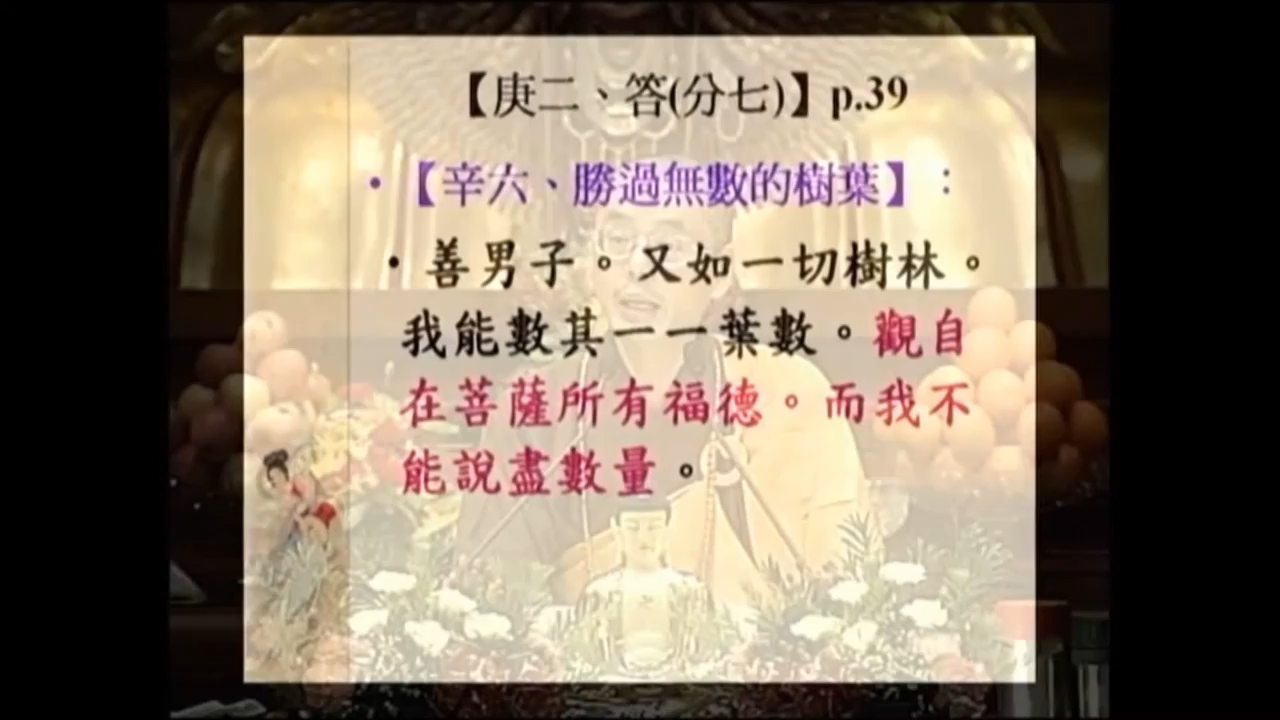 【庚二、答(分七)】p.39
•【辛六、勝過無數的樹葉】：
•善男子。又如一切樹林。
我能數其一一葉數。觀自
在菩薩所有福德。而我不
能說盡數量。